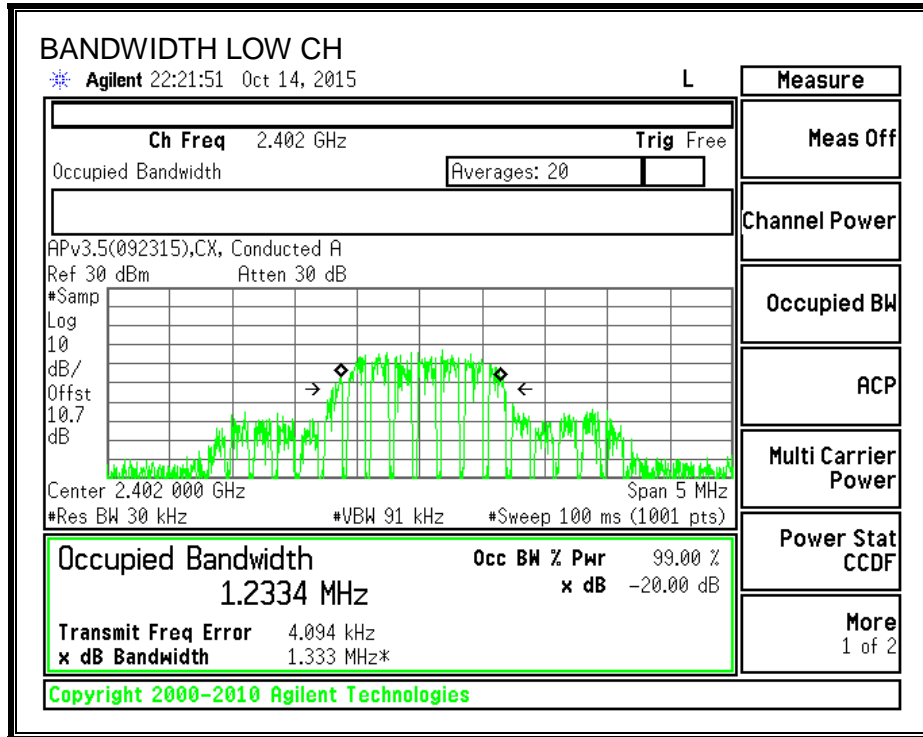 BANDWIDTH LOW CH
Agilent 22:21:51 Oct 14, 2015 L
Measure
Ch Freq 2.402 GHz Trig Free
Meas Off
Occupied Bandwidth Averages: 20
Channel Power
APv3.5(092315),CX, Conducted A
Ref 30 dBm Atten 30 dB
#Samp
Log
10
dB/
Offst
10.7
dB
Occupied BW
ACP
Multi Carrier
Power
Center 2.402 000 GHz Span 5 MHz
#Res BW 30 kHz #VBW 91 kHz #Sweep 100 ms (1001 pts)
Power Stat
CCDF
Occupied Bandwidth Occ BW % Pwr 99.00 %
1.2334 MHz x dB -20.00 dB
Transmit Freq Error 4.094 kHz
x dB Bandwidth 1.333 MHz*
More
1 of 2
Copyright 2000-2010 Agilent Technologies